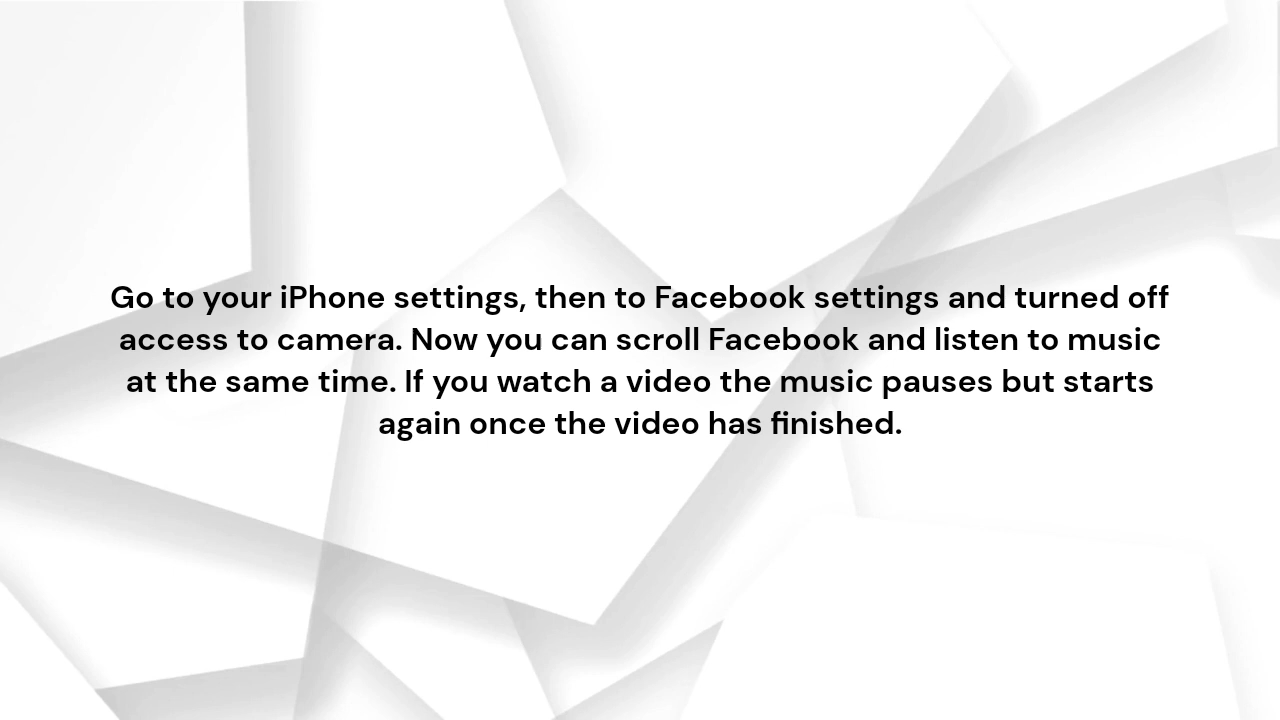 Go to your iPhone settings, then to Facebook settings and turned off
access to camera. Now you can scroll Facebook and listen to music
at the same time. If you watch a video the music pauses but starts
again once the video has finished.